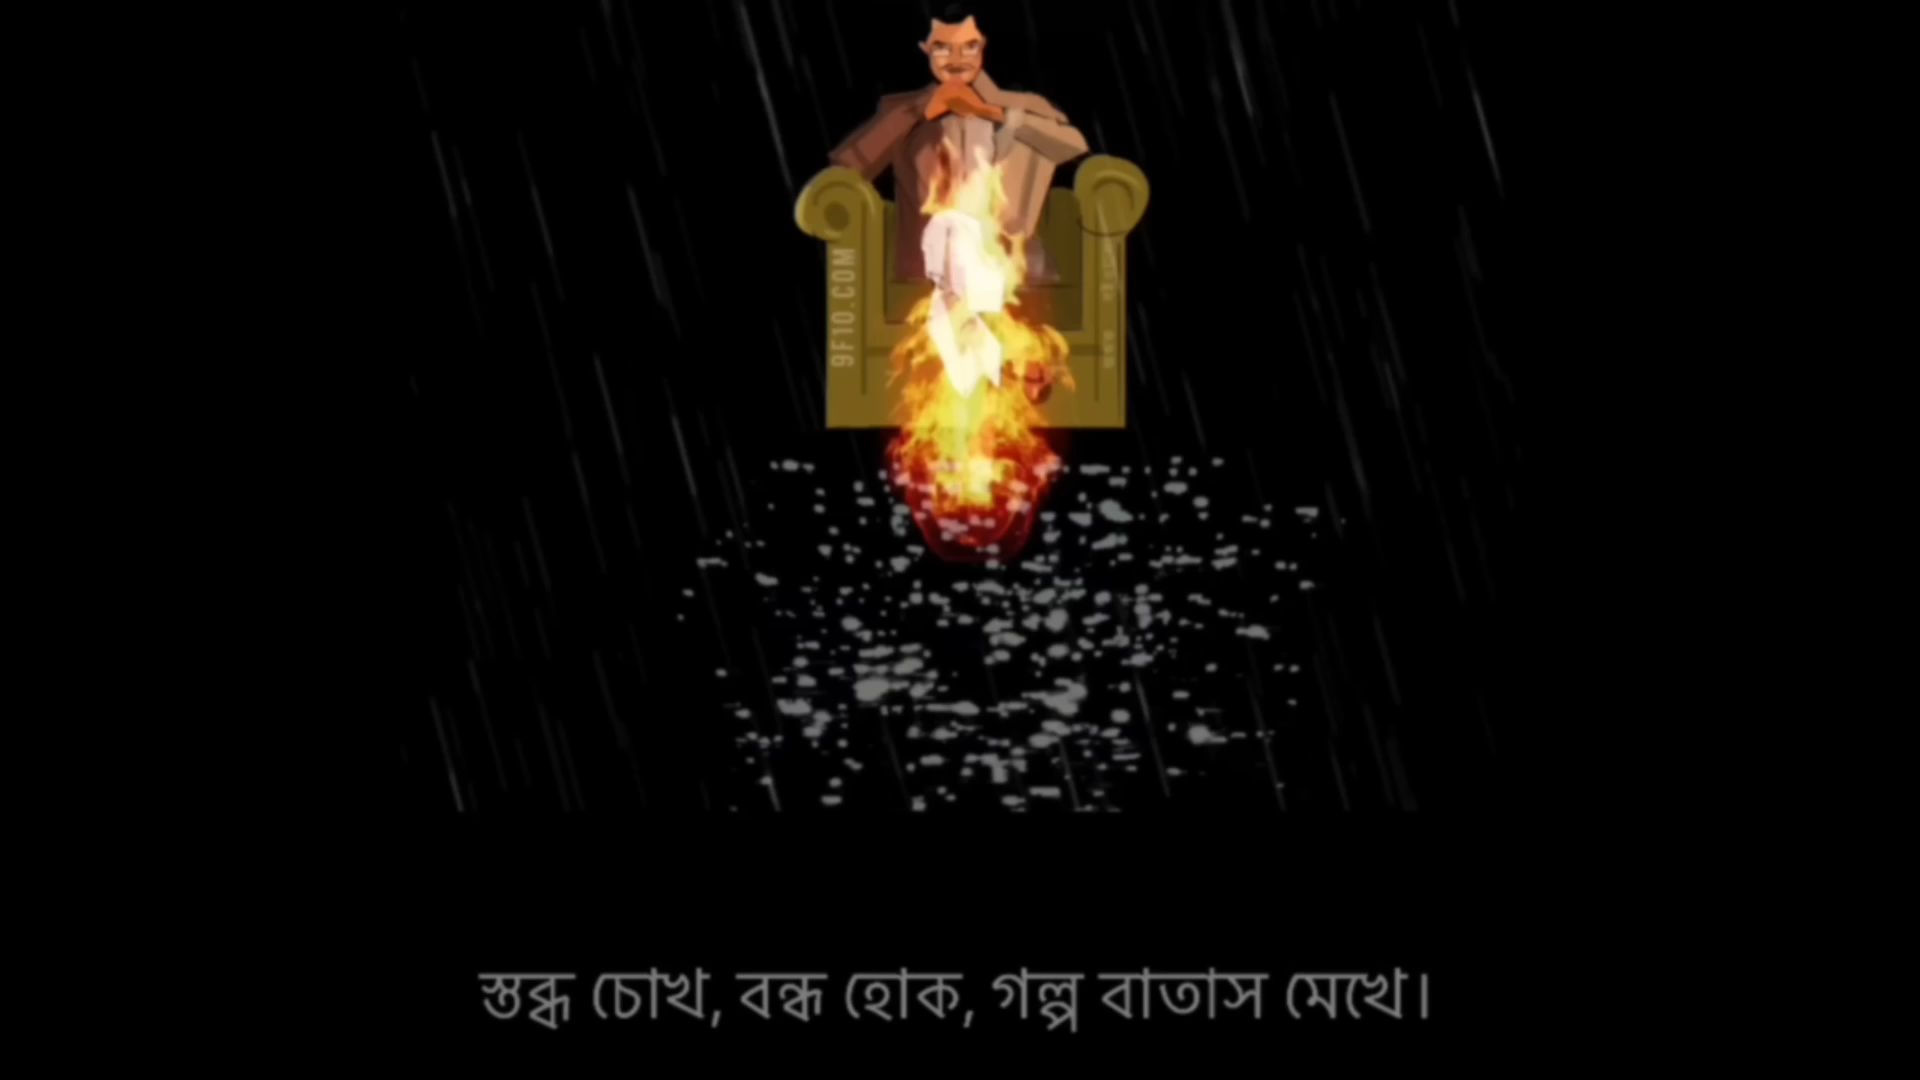 9F10.COM
স্তব্ধ চোখ, বন্ধ হোক, গল্প বাতাস মেখে।